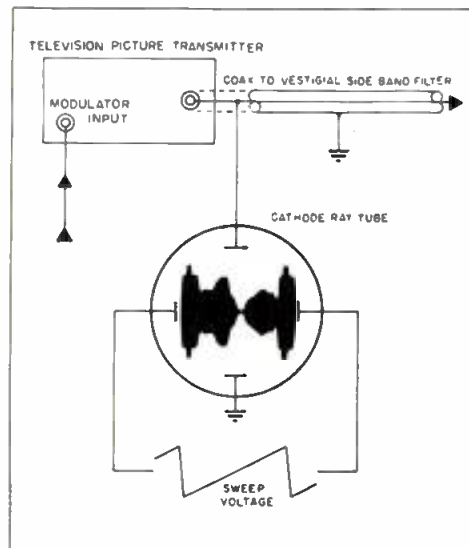 TELEVISION PICTURE TRANSMITTER
COAX TO VESTIGIAL SIDE BAND FILTER
MODULATOR
INPUT
CATHODE RAY TUBE
SWEEP
VOLTAGE